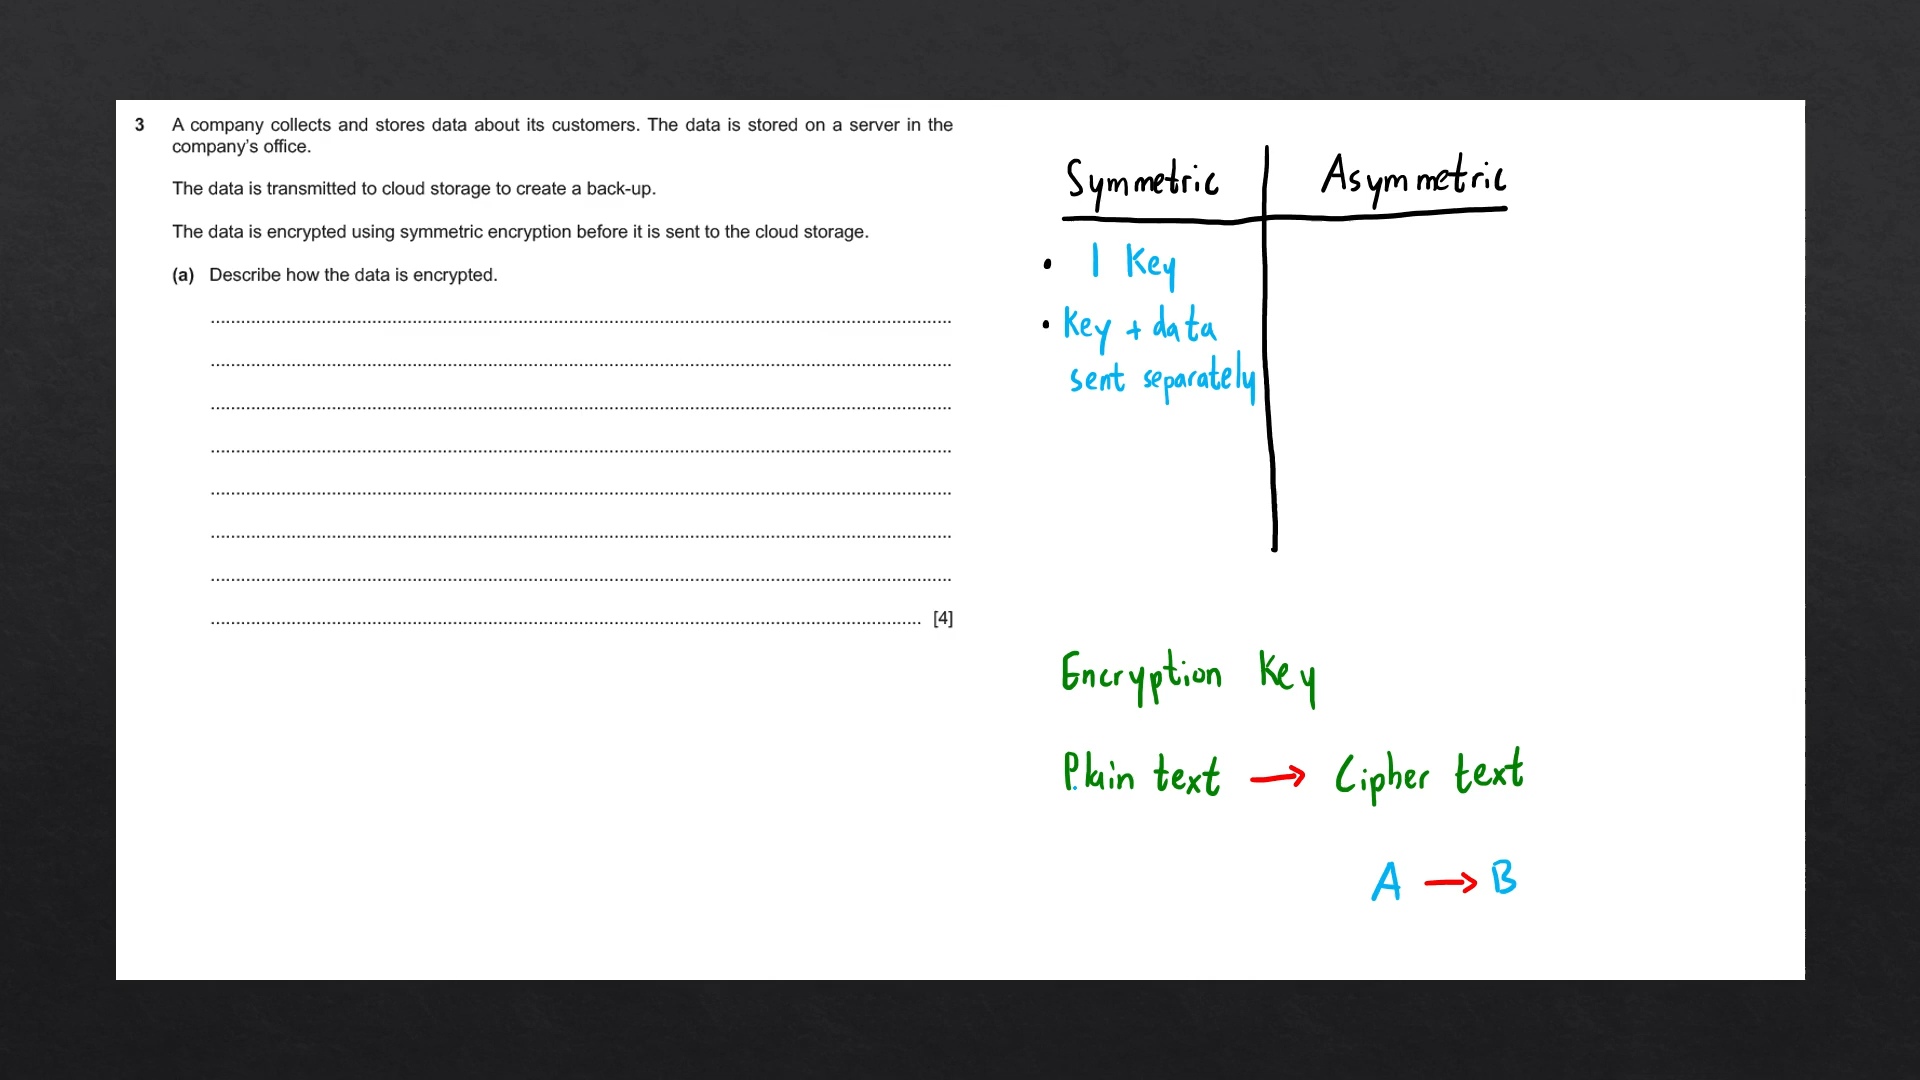 3 A company collects and stores data about its customers. The data is stored on a server in the
company's office.
The data is transmitted to cloud storage to create a back-up.
The data is encrypted using symmetric encryption before it is sent to the cloud storage.
(a) Describe how the data is encrypted.
[4]
Symmetric Asymmetric
• 1 Key
• Key + data
sent separately
Encryption Key
Plain text → Cipher text
A → B